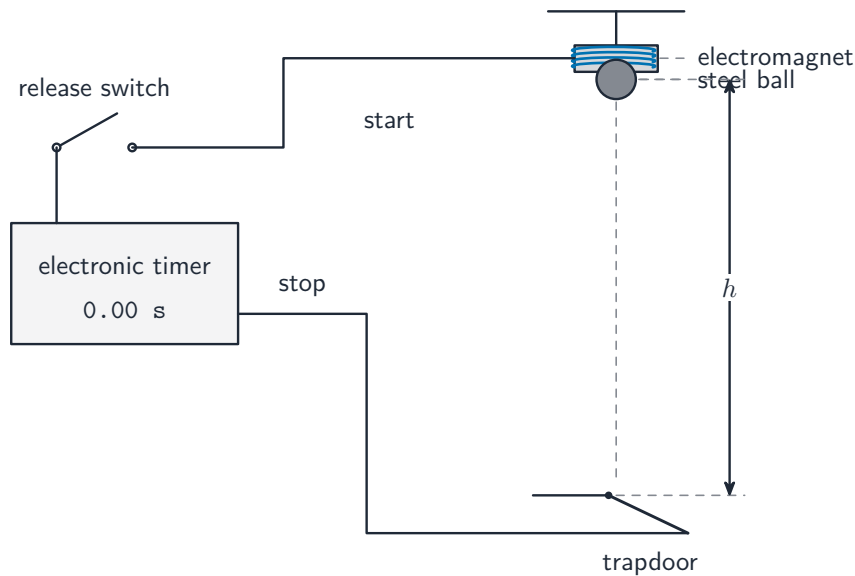 electromagnet
steel ball
release switch
start
electronic timer
0.00 s
stop
h
trapdoor